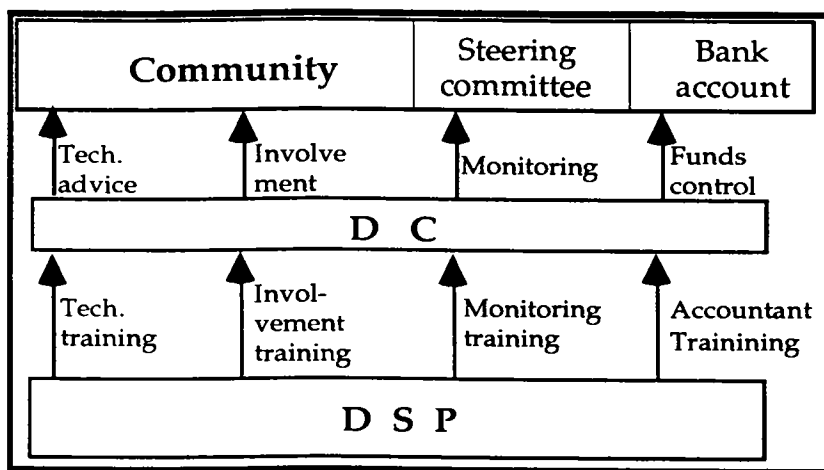 Community
Steering
committee
Bank
account
Tech.
advice
Involve
ment
Monitoring
Funds
control
D C
Tech.
training
Invol-
vement
training
Monitoring
training
Accountant
Trainining
D S P